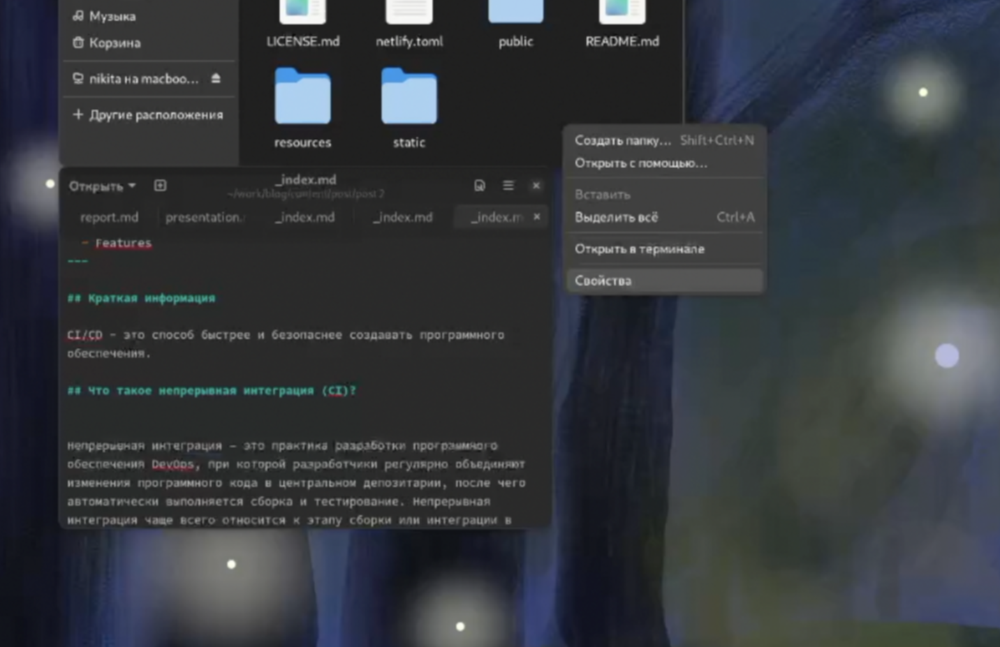 Музыка
Корзина
nikita на macboo...
Другие расположения
LICENSE.md
netlify.toml
public
README.md
resources
static
Создать папку... Shift+Ctrl+N
Открыть с помощью...
Вставить
Выделить всё Ctrl+A
Открыть в терминале
Свойства
Открыть
_index.md
~/work/blog/content/post/post 2
report.md presentation. _index.md _index.md _index.m
- Features
---
## Краткая информация
CI/CD - это способ быстрее и безопаснее создавать программного
обеспечения.
## Что такое непрерывная интеграция (CI)?
Непрерывная интеграция – это практика разработки программного
обеспечения DevOps, при которой разработчики регулярно объединяют
изменения программного кода в центральном депозитарии, после чего
автоматически выполняется сборка и тестирование. Непрерывная
интеграция чаще всего относится к этапу сборки или интеграции в